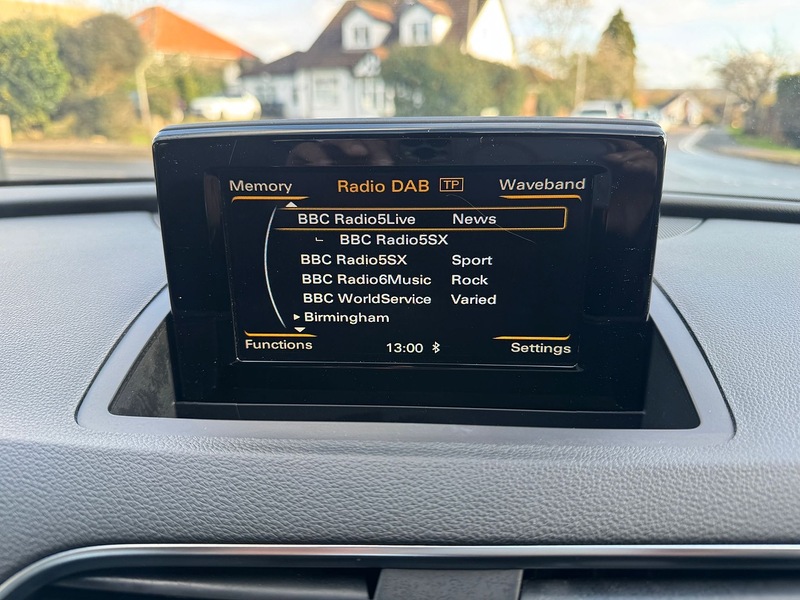 Memory Radio DAB TP Waveband
BBC Radio5Live News
BBC Radio5SX
BBC Radio5SX Sport
BBC Radio6Music Rock
BBC WorldService Varied
Birmingham
Functions 13:00 Settings